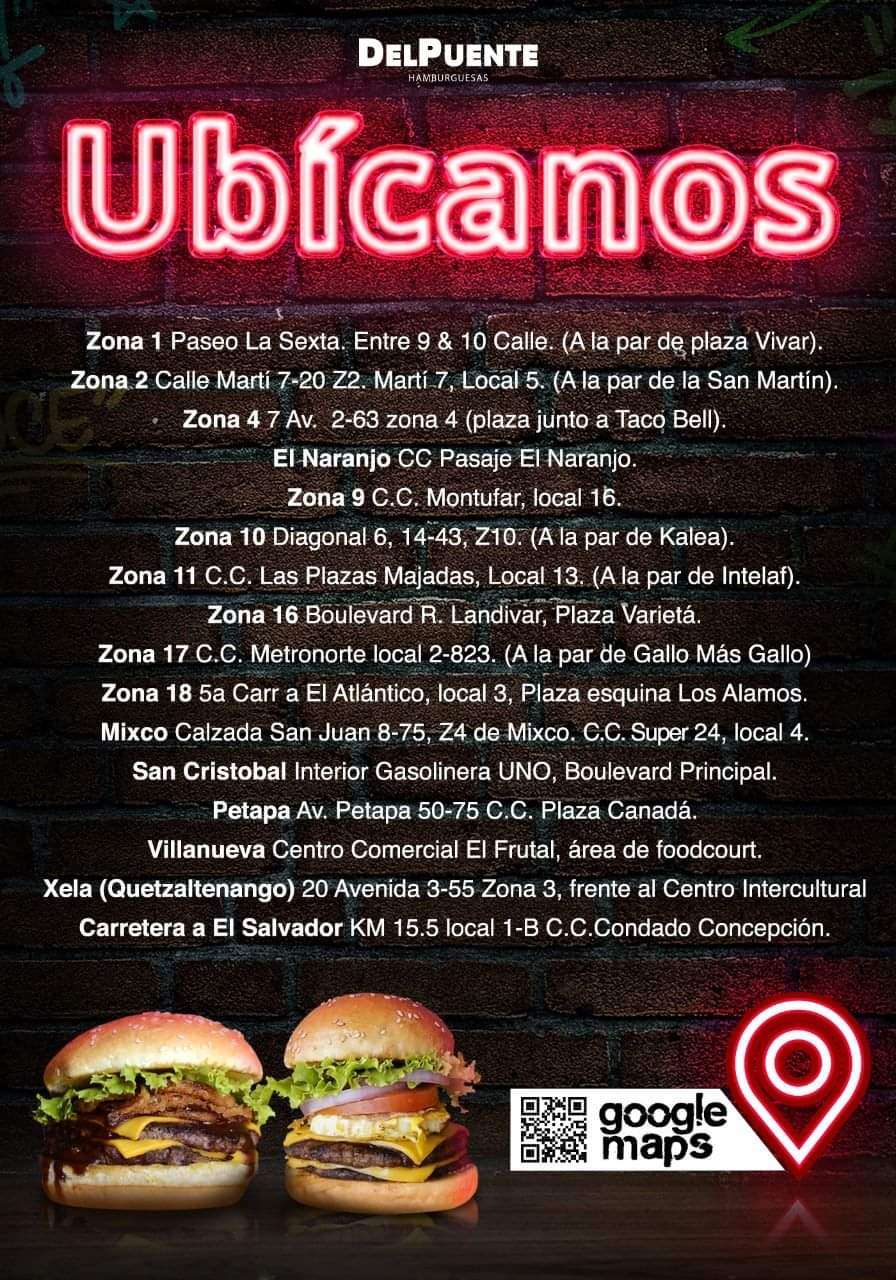 DELPUENTE
HAMBURGUESAS
Ubícanos
Zona 1 Paseo La Sexta. Entre 9 & 10 Calle. (A la par de plaza Vivar).
Zona 2 Calle Martí 7-20 Z2. Martí 7, Local 5. (A la par de la San Martín).
Zona 4 7 Av. 2-63 zona 4 (plaza junto a Taco Bell).
El Naranjo CC Pasaje El Naranjo.
Zona 9 C.C. Montufar, local 16.
Zona 10 Diagonal 6, 14-43, Z10. (A la par de Kalea).
Zona 11 C.C. Las Plazas Majadas, Local 13. (A la par de Intelaf).
Zona 16 Boulevard R. Landivar, Plaza Varietá.
Zona 17 C.C. Metronorte local 2-823. (A la par de Gallo Más Gallo)
Zona 18 5a Carr a El Atlántico, local 3, Plaza esquina Los Alamos.
Mixco Calzada San Juan 8-75, Z4 de Mixco. C.C. Super 24, local 4.
San Cristobal Interior Gasolinera UNO, Boulevard Principal.
Petapa Av. Petapa 50-75 C.C. Plaza Canadá.
Villanueva Centro Comercial El Frutal, área de foodcourt.
Xela (Quetzaltenango) 20 Avenida 3-55 Zona 3, frente al Centro Intercultural
Carretera a El Salvador KM 15.5 local 1-B C.C.Condado Concepción.
google
maps